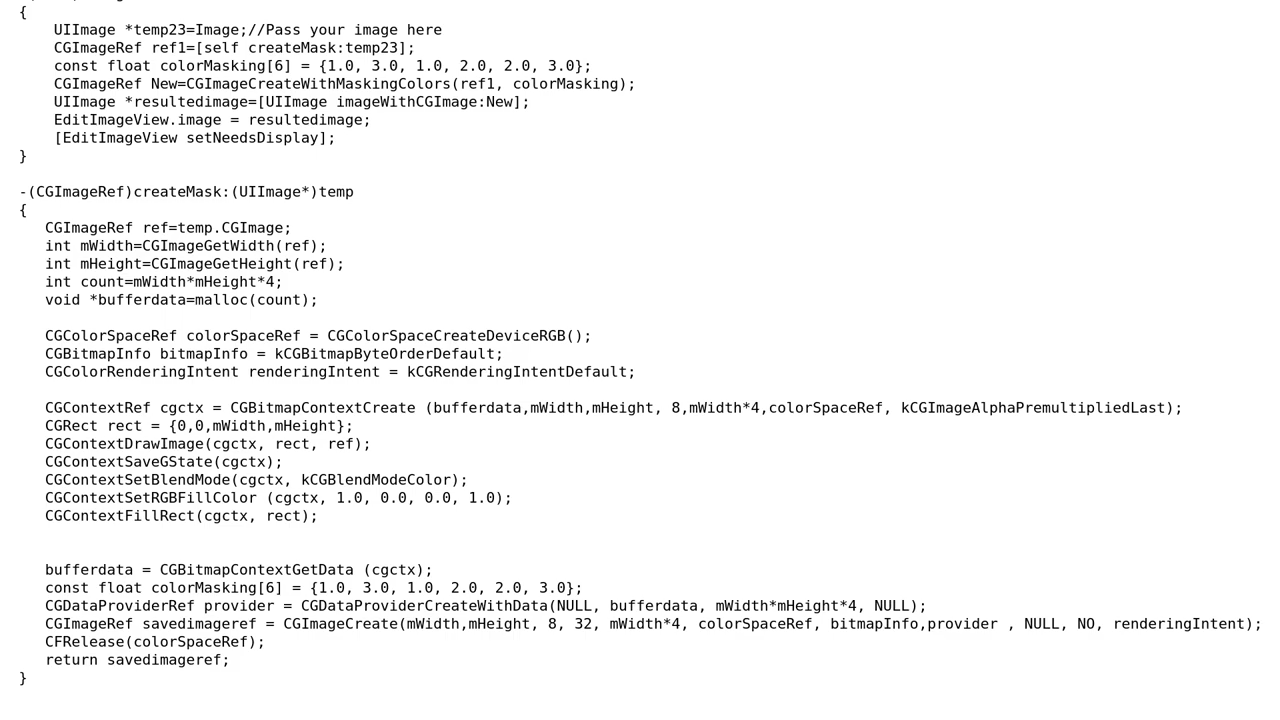 {
    UIImage *temp23=Image;//Pass your image here
    CGImageRef ref1=[self createMask:temp23];
    const float colorMasking[6] = {1.0, 3.0, 1.0, 2.0, 2.0, 3.0};
    CGImageRef New=CGImageCreateWithMaskingColors(ref1, colorMasking);
    UIImage *resultedimage=[UIImage imageWithCGImage:New];
    EditImageView.image = resultedimage;
    [EditImageView setNeedsDisplay];
}

-(CGImageRef)createMask:(UIImage*)temp
{
   CGImageRef ref=temp.CGImage;
   int mWidth=CGImageGetWidth(ref);
   int mHeight=CGImageGetHeight(ref);
   int count=mWidth*mHeight*4;
   void *bufferdata=malloc(count);

   CGColorSpaceRef colorSpaceRef = CGColorSpaceCreateDeviceRGB();
   CGBitmapInfo bitmapInfo = kCGBitmapByteOrderDefault;
   CGColorRenderingIntent renderingIntent = kCGRenderingIntentDefault;

   CGContextRef cgctx = CGBitmapContextCreate (bufferdata,mWidth,mHeight, 8,mWidth*4,colorSpaceRef, kCGImageAlphaPremultipliedLast);
   CGRect rect = {0,0,mWidth,mHeight};
   CGContextDrawImage(cgctx, rect, ref);
   CGContextSaveGState(cgctx);
   CGContextSetBlendMode(cgctx, kCGBlendModeColor);
   CGContextSetRGBFillColor (cgctx, 1.0, 0.0, 0.0, 1.0);
   CGContextFillRect(cgctx, rect);

   bufferdata = CGBitmapContextGetData (cgctx);
   const float colorMasking[6] = {1.0, 3.0, 1.0, 2.0, 2.0, 3.0};
   CGDataProviderRef provider = CGDataProviderCreateWithData(NULL, bufferdata, mWidth*mHeight*4, NULL);
   CGImageRef savedimageref = CGImageCreate(mWidth,mHeight, 8, 32, mWidth*4, colorSpaceRef, bitmapInfo,provider , NULL, NO, renderingIntent);
   CFRelease(colorSpaceRef);
   return savedimageref;
}